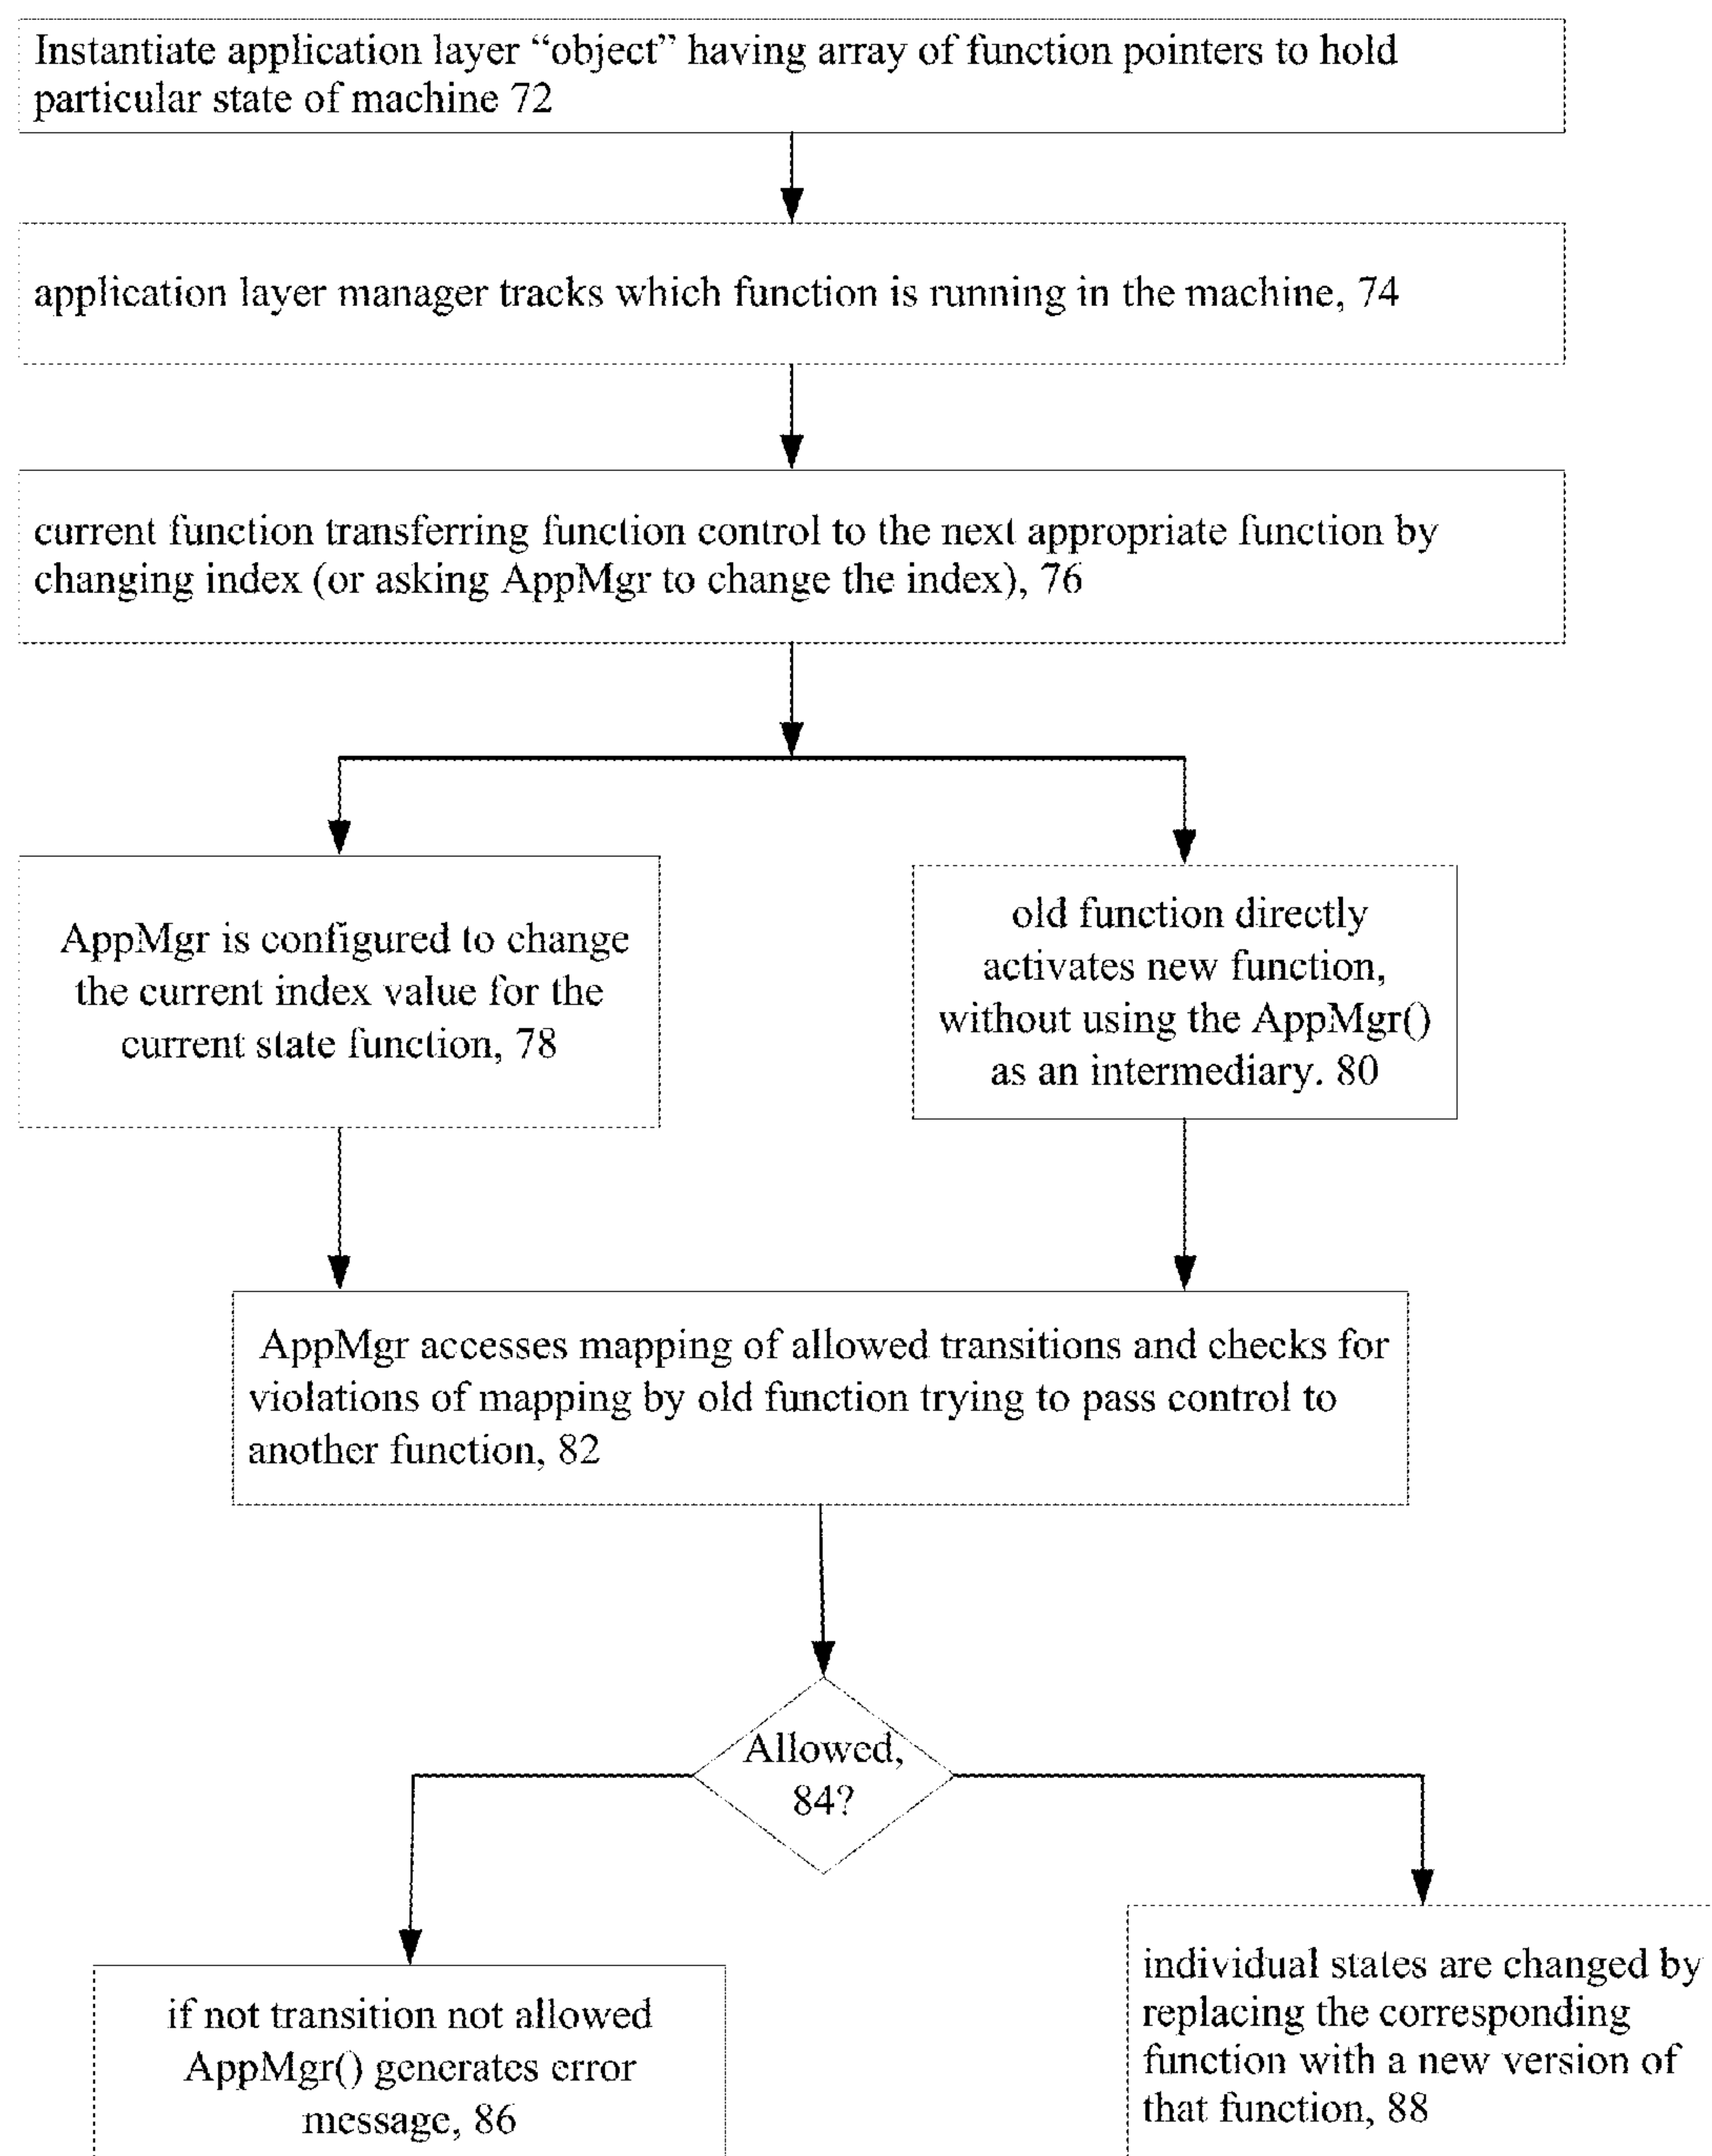 Instantiate application layer “object” having array of function pointers to hold
particular state of machine 72
application layer manager tracks which function is running in the machine, 74
current function transferring function control to the next appropriate function by
changing index (or asking AppMgr to change the index), 76
AppMgr is configured to change
the current index value for the
current state function, 78
old function directly
activates new function,
without using the AppMgr()
as an intermediary. 80
AppMgr accesses mapping of allowed transitions and checks for
violations of mapping by old function trying to pass control to
another function, 82
Allowed,
84?
if not transition not allowed
AppMgr() generates error
message, 86
individual states are changed by
replacing the corresponding
function with a new version of
that function, 88